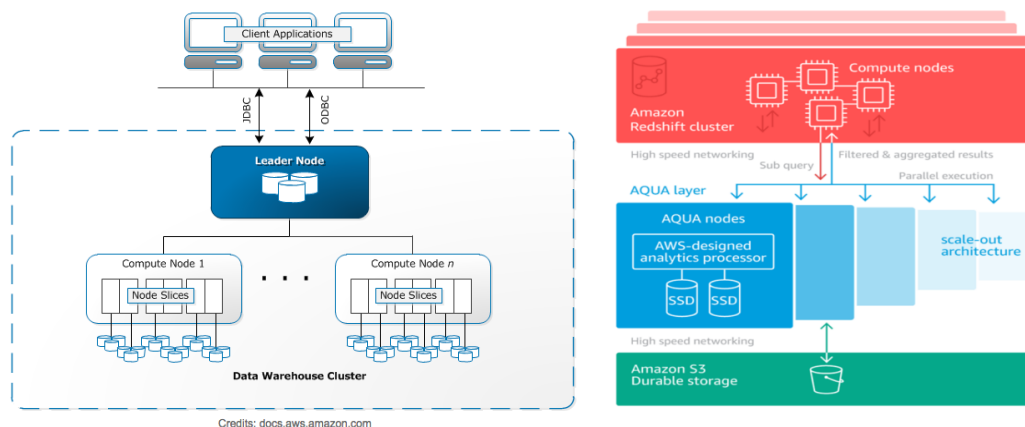 Client Applications
JDBC
ODBC
Leader Node
Compute Node 1
. . .
Compute Node n
Node Slices
Node Slices
Data Warehouse Cluster
Credits: docs.aws.amazon.com
Compute nodes
Amazon
Redshift cluster
High speed networking
Sub query
Filtered & aggregated results
Parallel execution
AQUA layer
AQUA nodes
AWS-designed
analytics processor
SSD
SSD
scale-out
architecture
High speed networking
Amazon S3
Durable storage